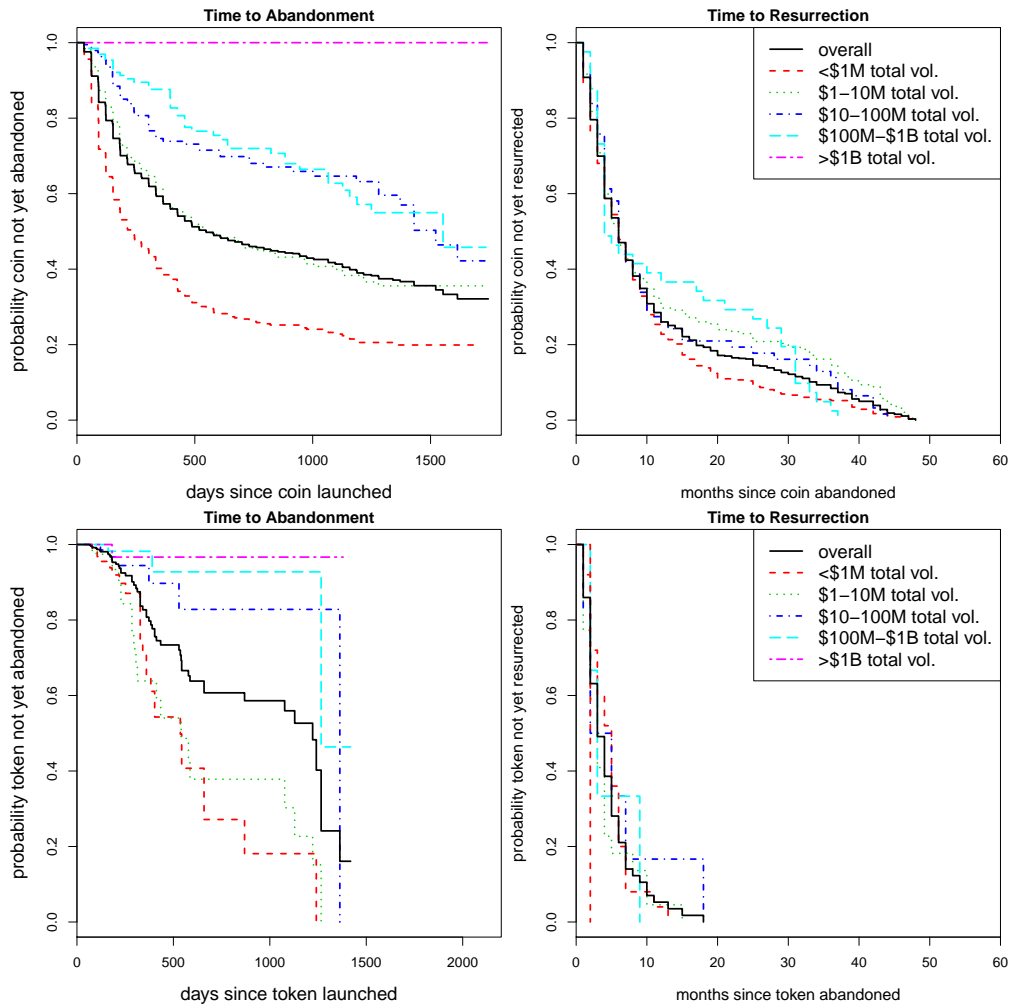 Time to Abandonment
probability coin not yet abandoned
1.0
0.8
0.6
0.4
0.2
0.0
0 500 1000 1500
days since coin launched
Time to Resurrection
probability coin not yet resurrected
1.0
0.8
0.6
0.4
0.2
0.0
0 10 20 30 40 50 60
months since coin abandoned
overall
<$1M total vol.
$1–10M total vol.
$10–100M total vol.
$100M–$1B total vol.
>$1B total vol.
Time to Abandonment
probability token not yet abandoned
1.0
0.8
0.6
0.4
0.2
0.0
0 500 1000 1500 2000
days since token launched
Time to Resurrection
probability token not yet resurrected
1.0
0.8
0.6
0.4
0.2
0.0
0 10 20 30 40 50 60
months since token abandoned
overall
<$1M total vol.
$1–10M total vol.
$10–100M total vol.
$100M–$1B total vol.
>$1B total vol.